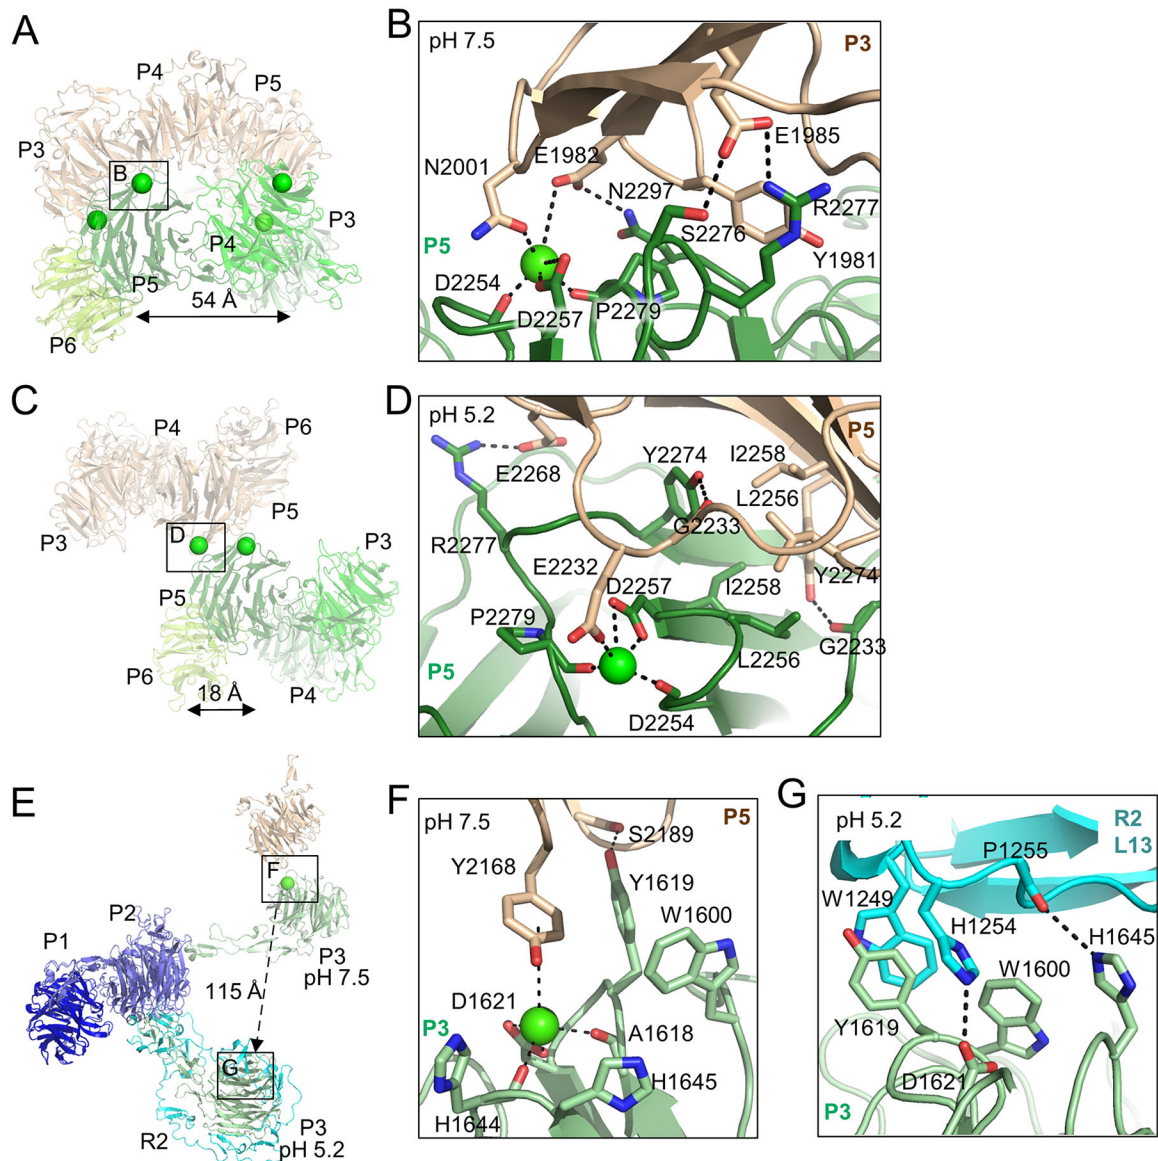 A
P4
P5
P3
B
P3
P4
P5
54 Å
P6
B
pH 7.5
P3
E1985
E1982
N2001
N2297
R2277
S2276
P5
Y1981
D2254
P2279
D2257
C
P4
P6
P5
P3
D
P3
P5
P6
18 Å
P4
D
pH 5.2
P5
Y2274
I2258
E2268
L2256
G2233
R2277
E2232
D2257
I2258
Y2274
P2279
G2233
L2256
P5
D2254
E
F
P2
P1
P3
pH 7.5
115 Å
G
P3
R2
pH 5.2
F
pH 7.5
P5
S2189
Y2168
Y1619
W1600
D1621
P3
A1618
H1645
H1644
G
pH 5.2
R2
L13
P1255
W1249
H1254
H1645
W1600
Y1619
D1621
P3